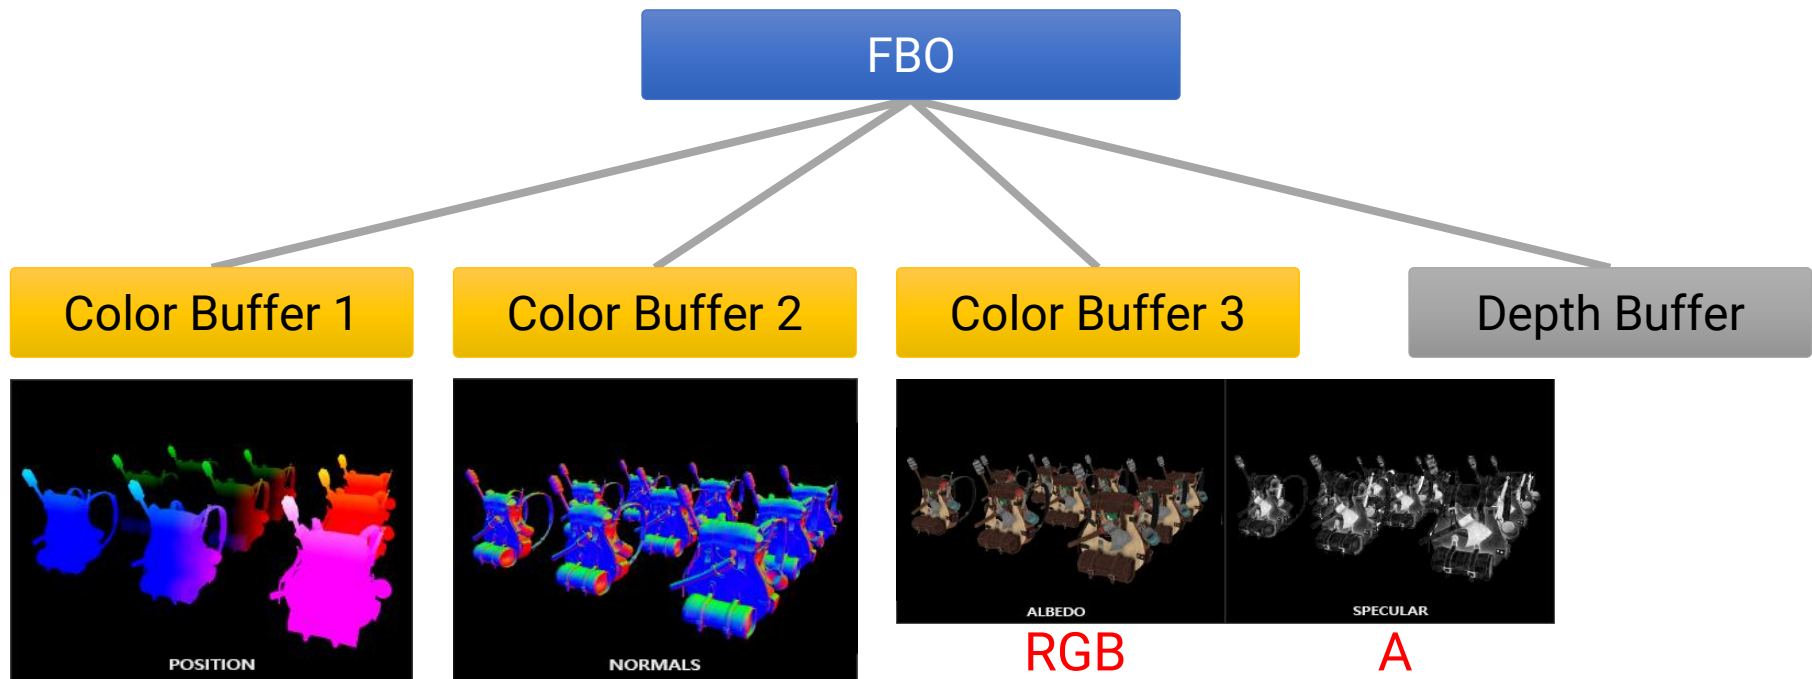 FBO
Color Buffer 1
Color Buffer 2
Color Buffer 3
Depth Buffer
POSITION
NORMALS
ALBEDO
SPECULAR
RGB
A